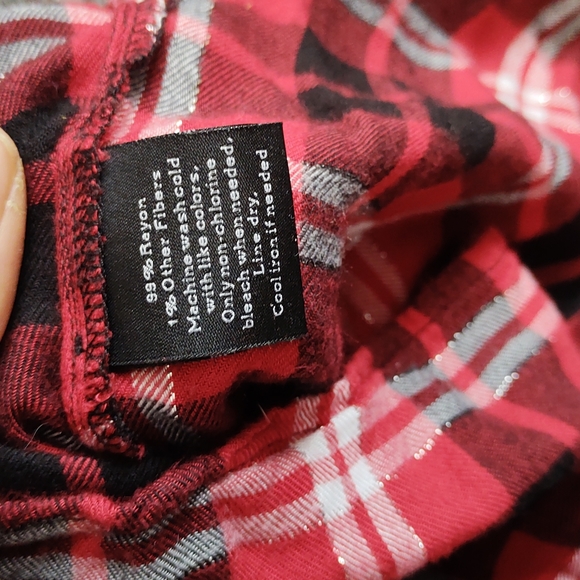 99% Rayon
1% Other Fibers
Machine wash cold
with like colors.
Only non-chlorine
bleach when needed.
Line dry.
Cool iron if needed